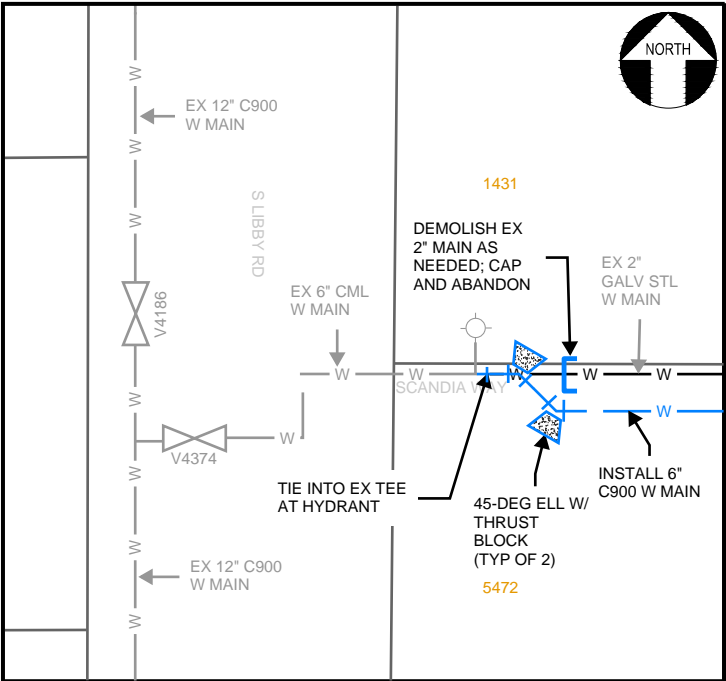 NORTH
W
EX 12" C900
W MAIN
W
1431
W
S LIBBY RD
DEMOLISH EX
2" MAIN AS
NEEDED; CAP
AND ABANDON
EX 2"
GALV STL
W MAIN
EX 6" CML
W MAIN
V4186
W
W
W
W
W
SCANDIA WAY
W
W
W
V4374
W
TIE INTO EX TEE
AT HYDRANT
45-DEG ELL W/
THRUST
BLOCK
(TYP OF 2)
INSTALL 6"
C900 W MAIN
W
EX 12" C900
W MAIN
W
5472